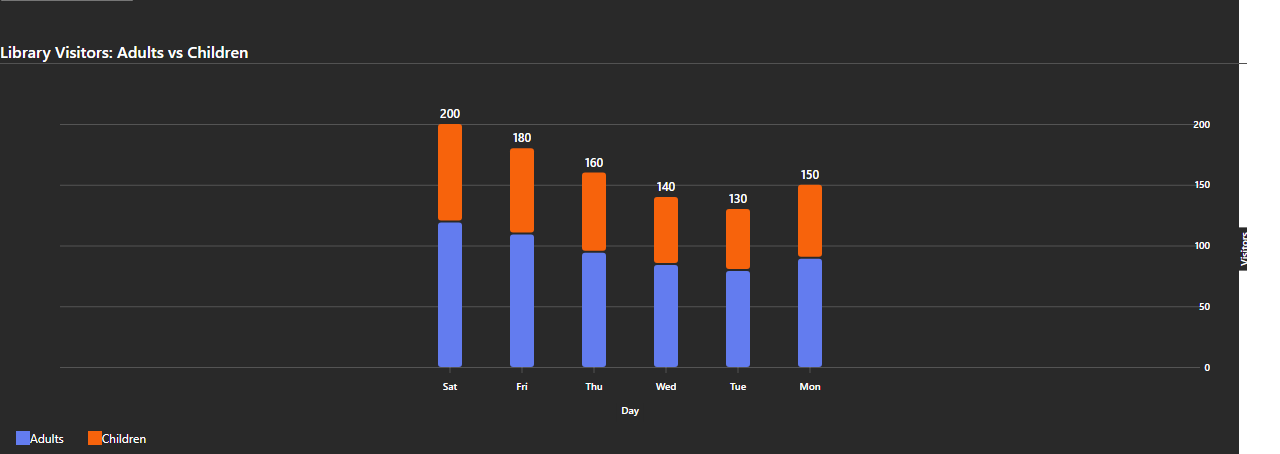 Library Visitors: Adults vs Children
200
180
160
140
130
150
200
150
100
50
0
Visitors
Sat Fri Thu Wed Tue Mon
Day
Adults Children